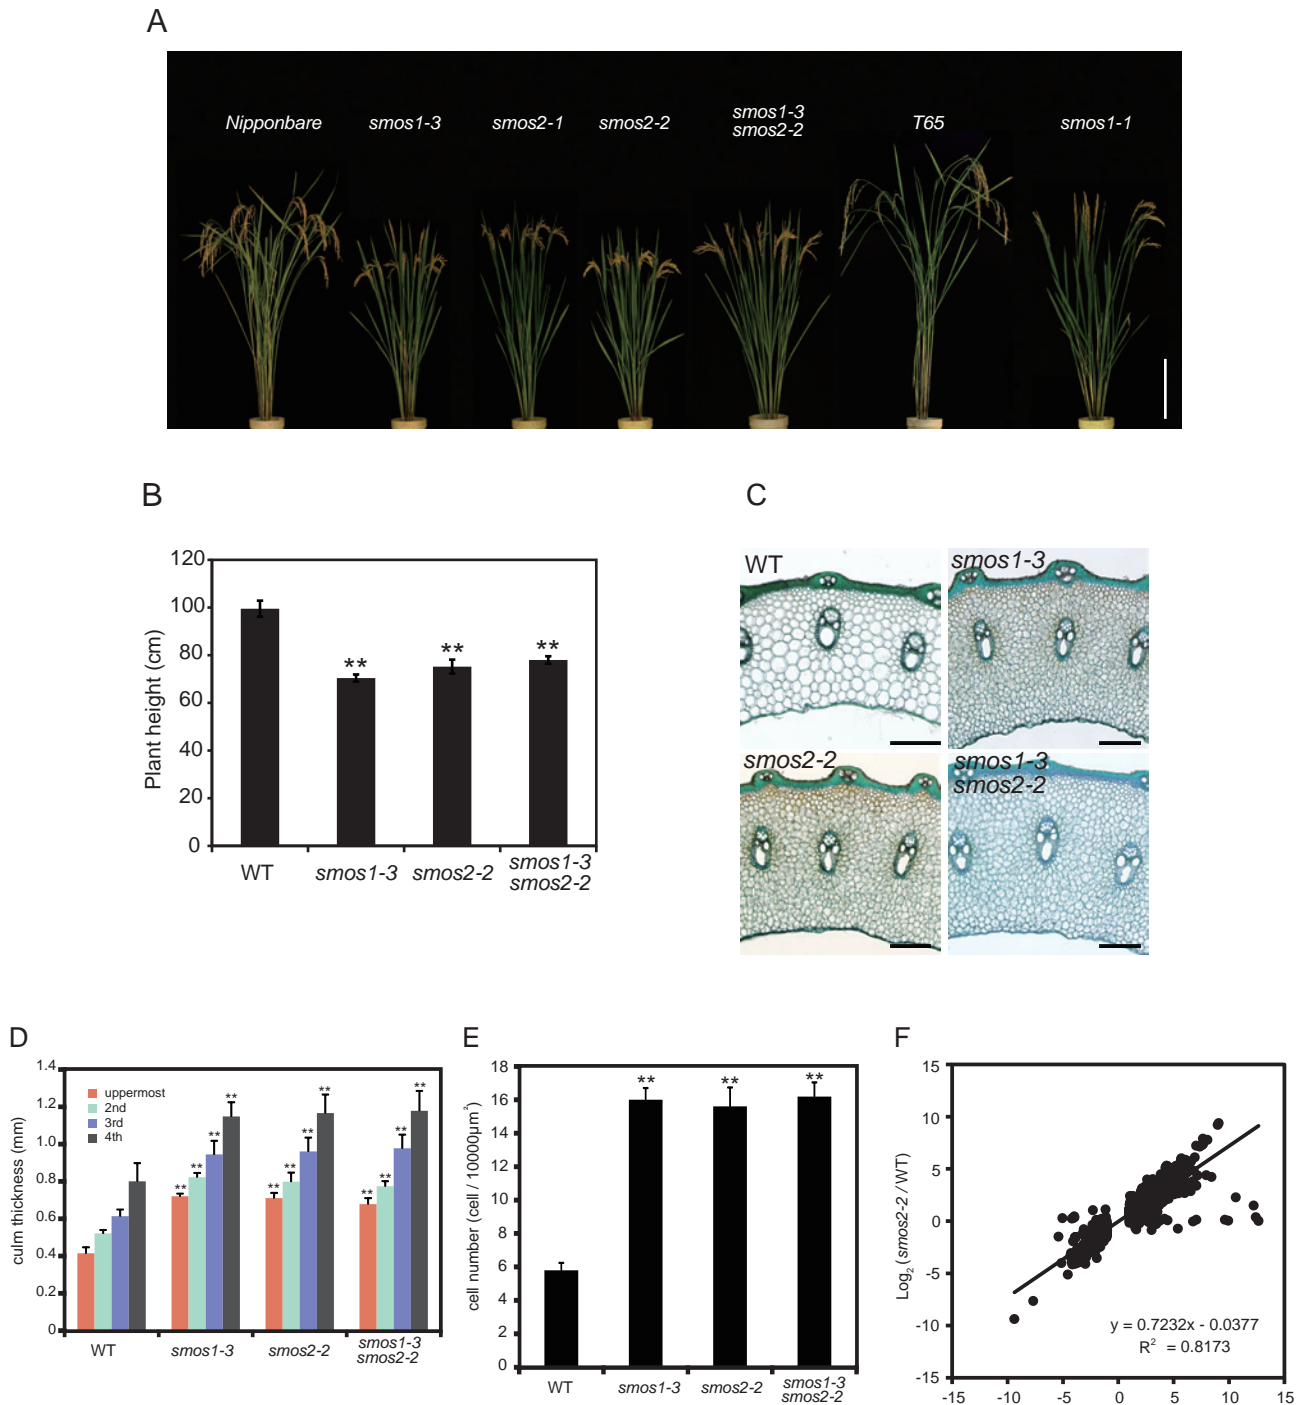 A
Nipponbare smos1-3 smos2-1 smos2-2 smos1-3 T65 smos1-1
smos2-2
B
120
100
80
60
40
20
0
Plant height (cm)
** ** **
WT smos1-3 smos2-2 smos1-3
smos2-2
C
WT smos1-3
smos2-2 smos1-3
smos2-2
D
1.4
1.2
1.0
0.8
0.6
0.4
0.2
0
culm thickness (mm)
uppermost
2nd
3rd
4th
** ** ** ** ** ** ** ** ** ** ** **
WT smos1-3 smos2-2 smos1-3
smos2-2
E
18
16
14
12
10
8
6
4
2
0
cell number (cell / 10000μm²)
** ** **
WT smos1-3 smos2-2 smos1-3
smos2-2
F
15
10
5
0
-5
-10
-15
Log₂ (smos2-2 / WT)
y = 0.7232x - 0.0377
R² = 0.8173
-15 -10 -5 0 5 10 15